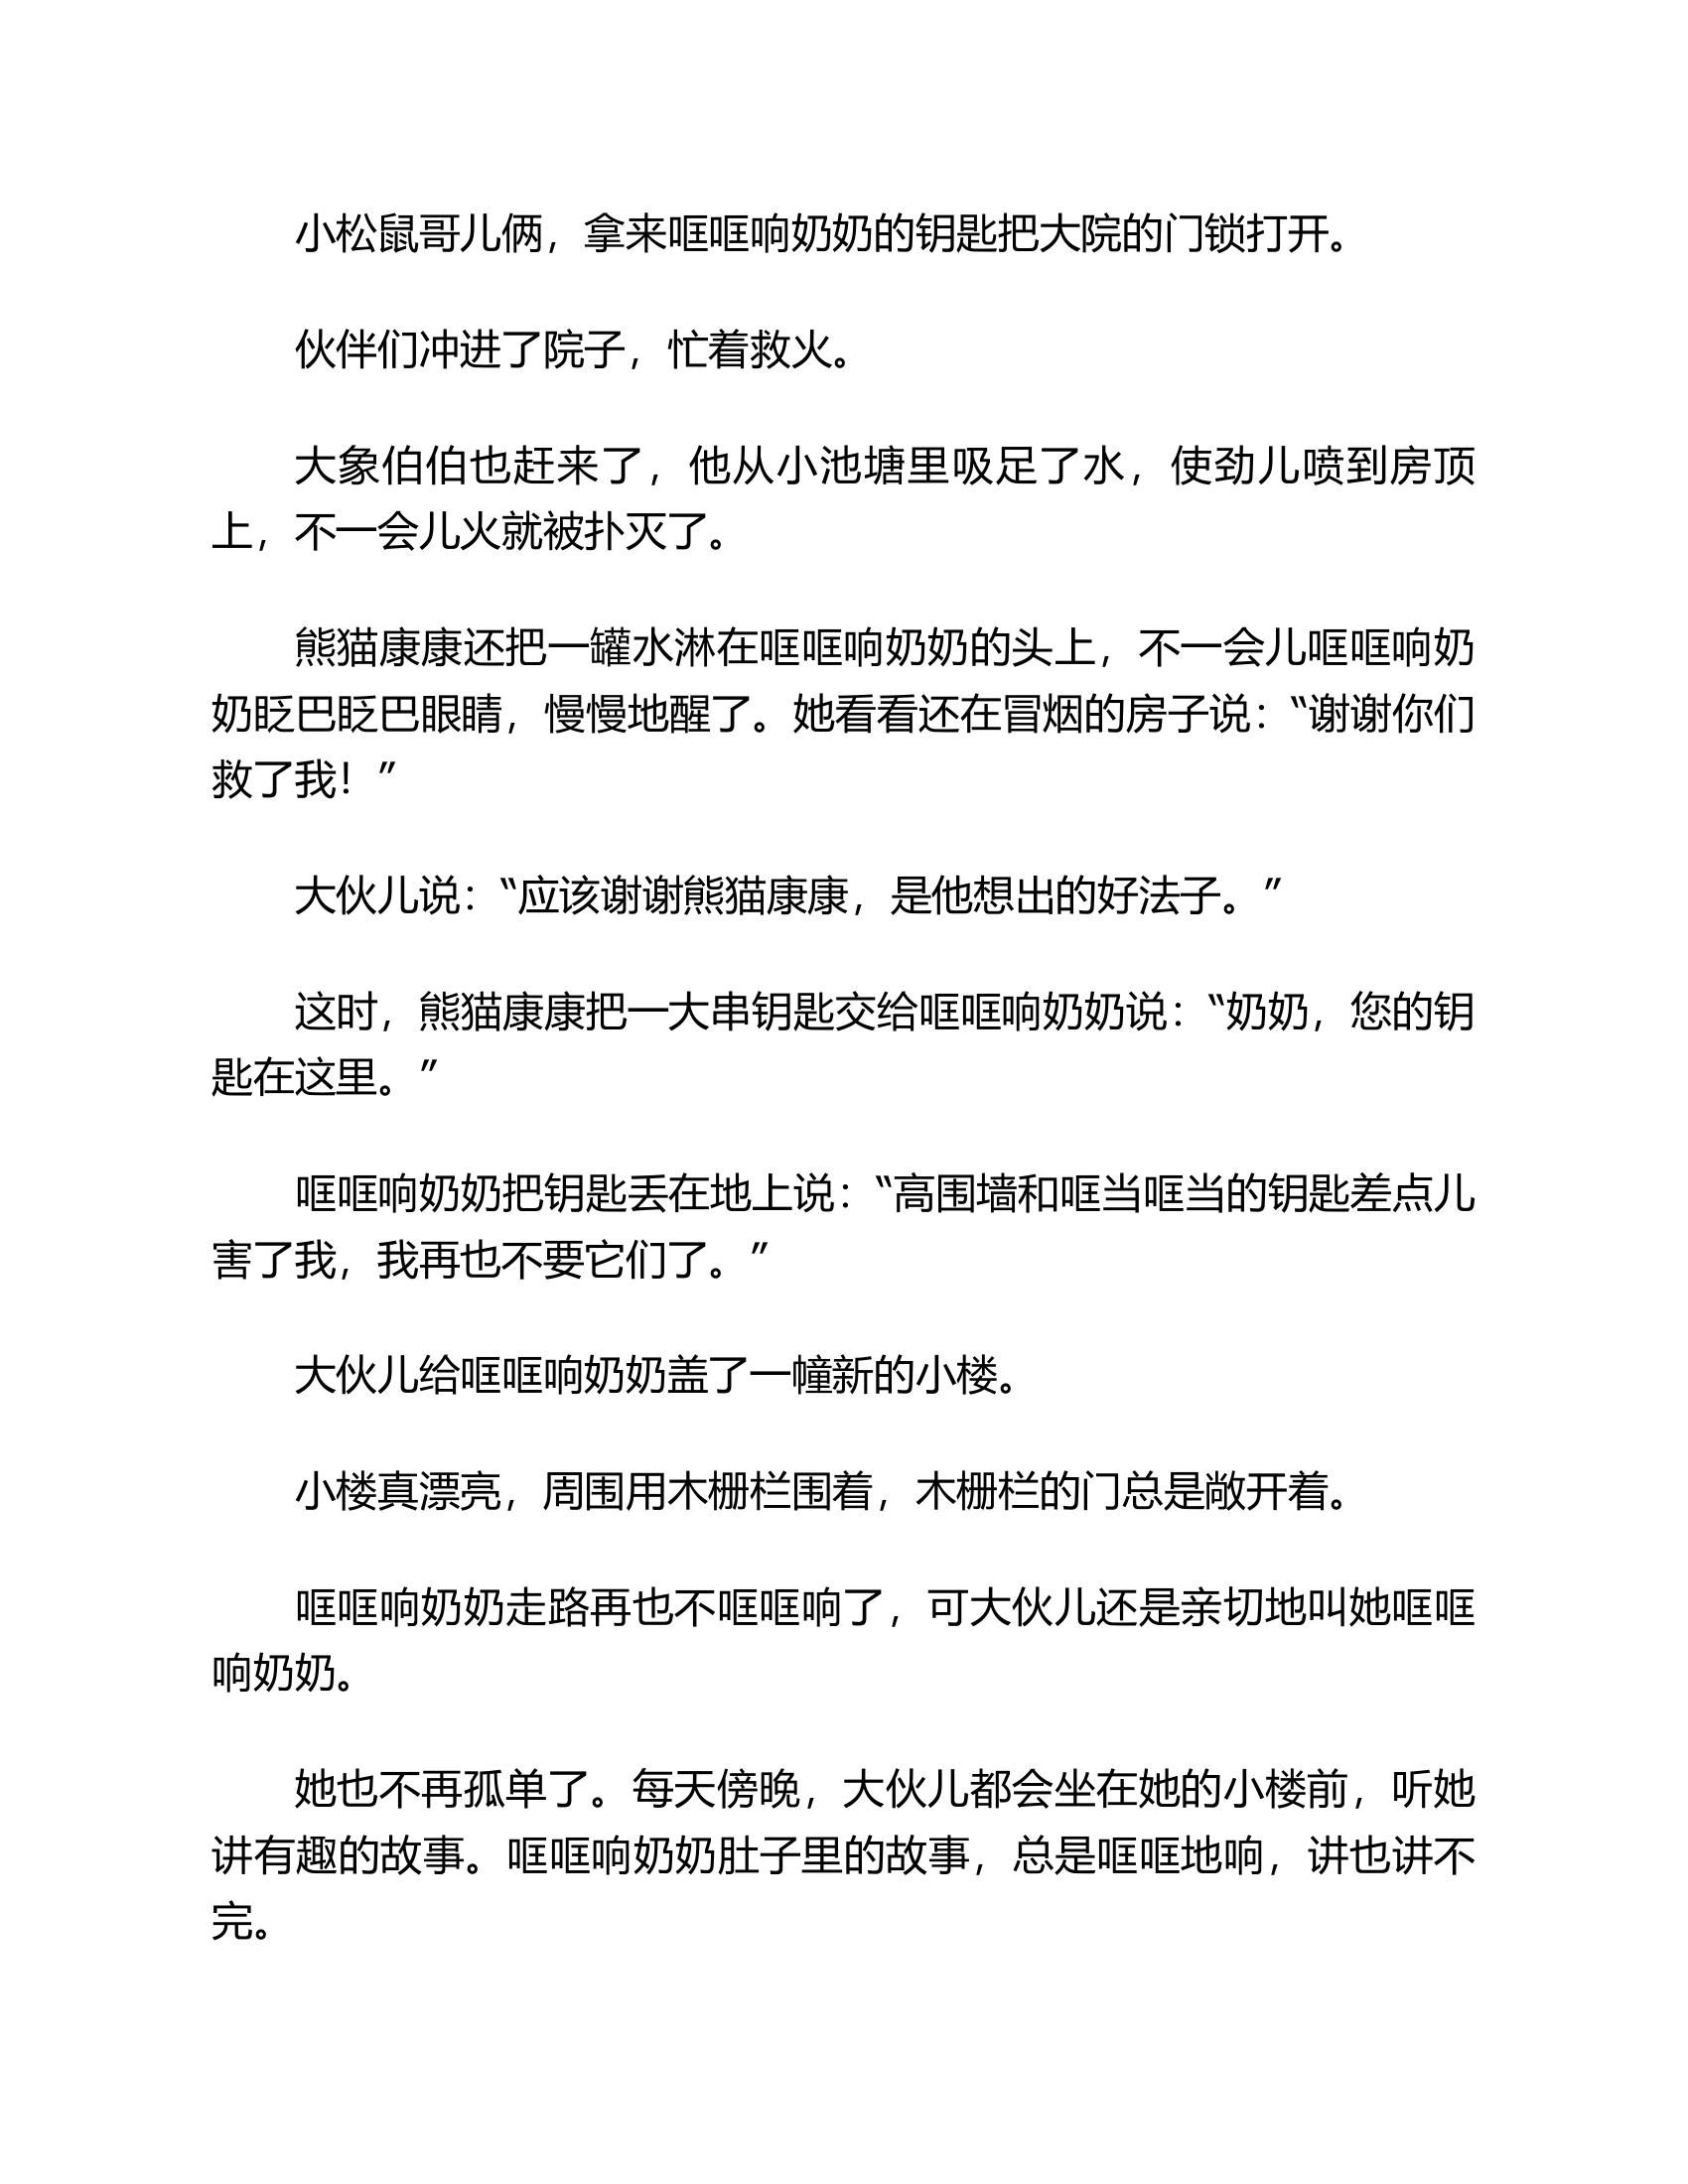 小松鼠哥儿俩，拿来哐哐响奶奶的钥匙把大院的门锁打开。
伙伴们冲进了院子，忙着救火。
大象伯伯也赶来了，他从小池塘里吸足了水，使劲儿喷到房顶
上，不一会儿火就被扑灭了。
熊猫康康还把一罐水淋在哐哐响奶奶的头上，不一会儿哐哐响奶
奶眨巴眨巴眼睛，慢慢地醒了。她看看还在冒烟的房子说：“谢谢你们
救了我！”
大伙儿说：“应该谢谢熊猫康康，是他想出的好法子。”
这时，熊猫康康把一大串钥匙交给哐哐响奶奶说：“奶奶，您的钥
匙在这里。”
哐哐响奶奶把钥匙丢在地上说：“高围墙和哐当哐当的钥匙差点儿
害了我，我再也不要它们了。”
大伙儿给哐哐响奶奶盖了一幢新的小楼。
小楼真漂亮，周围用木栅栏围着，木栅栏的门总是敞开着。
哐哐响奶奶走路再也不哐哐响了，可大伙儿还是亲切地叫她哐哐
响奶奶。
她也不再孤单了。每天傍晚，大伙儿都会坐在她的小楼前，听她
讲有趣的故事。哐哐响奶奶肚子里的故事，总是哐哐地响，讲也讲不
完。